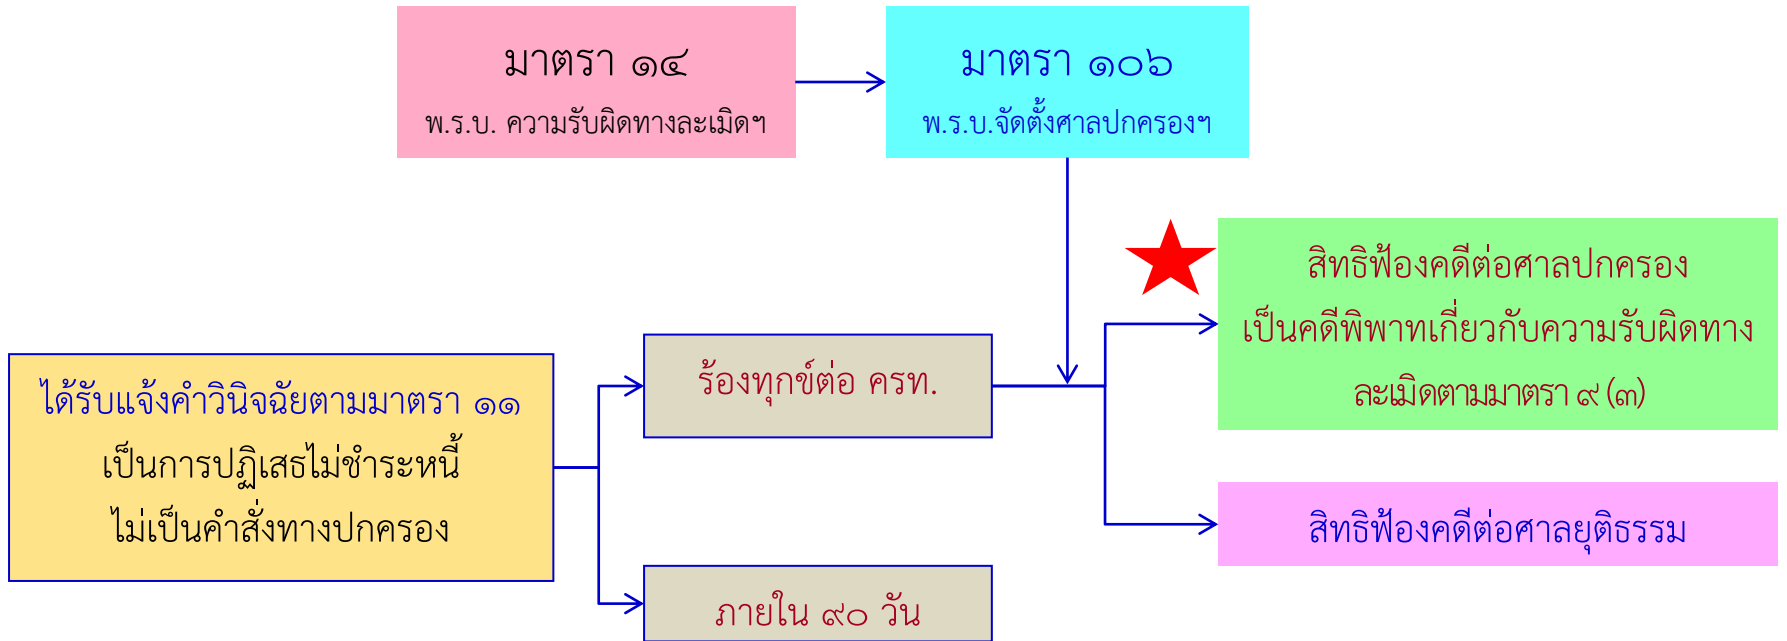 มาตรา ๑๔
พ.ร.บ. ความรับผิดทางละเมิดฯ
มาตรา ๑๐๖
พ.ร.บ.จัดตั้งศาลปกครองฯ
สิทธิฟ้องคดีต่อศาลปกครอง
เป็นคดีพิพาทเกี่ยวกับความรับผิดทาง
ละเมิดตามมาตรา ๙ (๓)
ร้องทุกข์ต่อ ครท.
ได้รับแจ้งคำวินิจฉัยตามมาตรา ๑๑
เป็นการปฏิเสธไม่ชำระหนี้
ไม่เป็นคำสั่งทางปกครอง
สิทธิฟ้องคดีต่อศาลยุติธรรม
ภายใน ๙๐ วัน